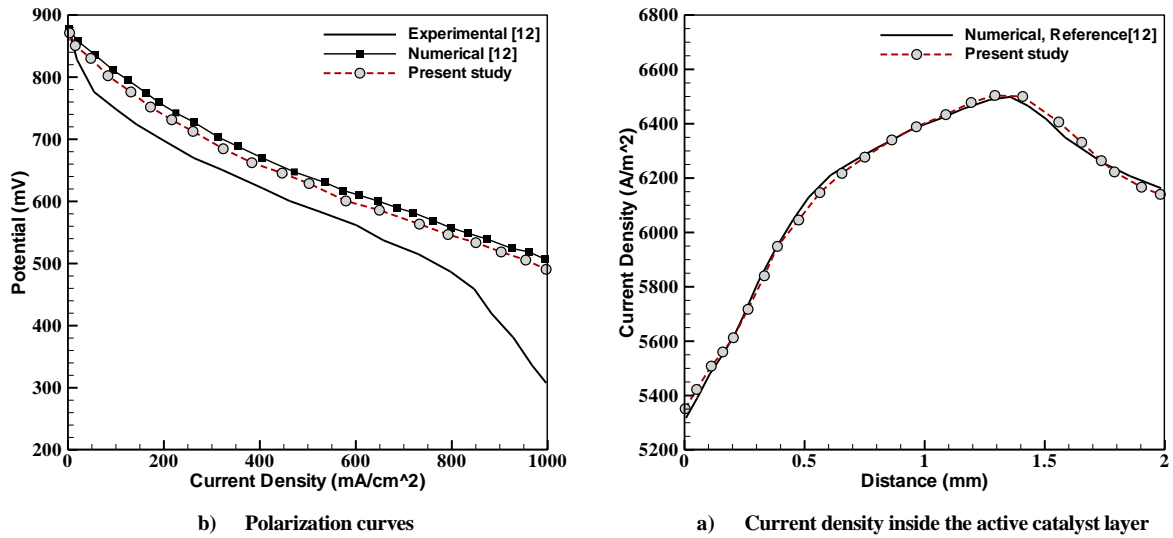 900
800
700
600
500
400
300
200
Potential (mV)
0
200
400
600
800
1000
Current Density (mA/cm^2)
Experimental [12]
Numerical [12]
Present study
b) Polarization curves
6800
6600
6400
6200
6000
5800
5600
5400
5200
Current Density (A/m^2)
0
0.5
1
1.5
2
Distance (mm)
Numerical, Reference[12]
Present study
a) Current density inside the active catalyst layer